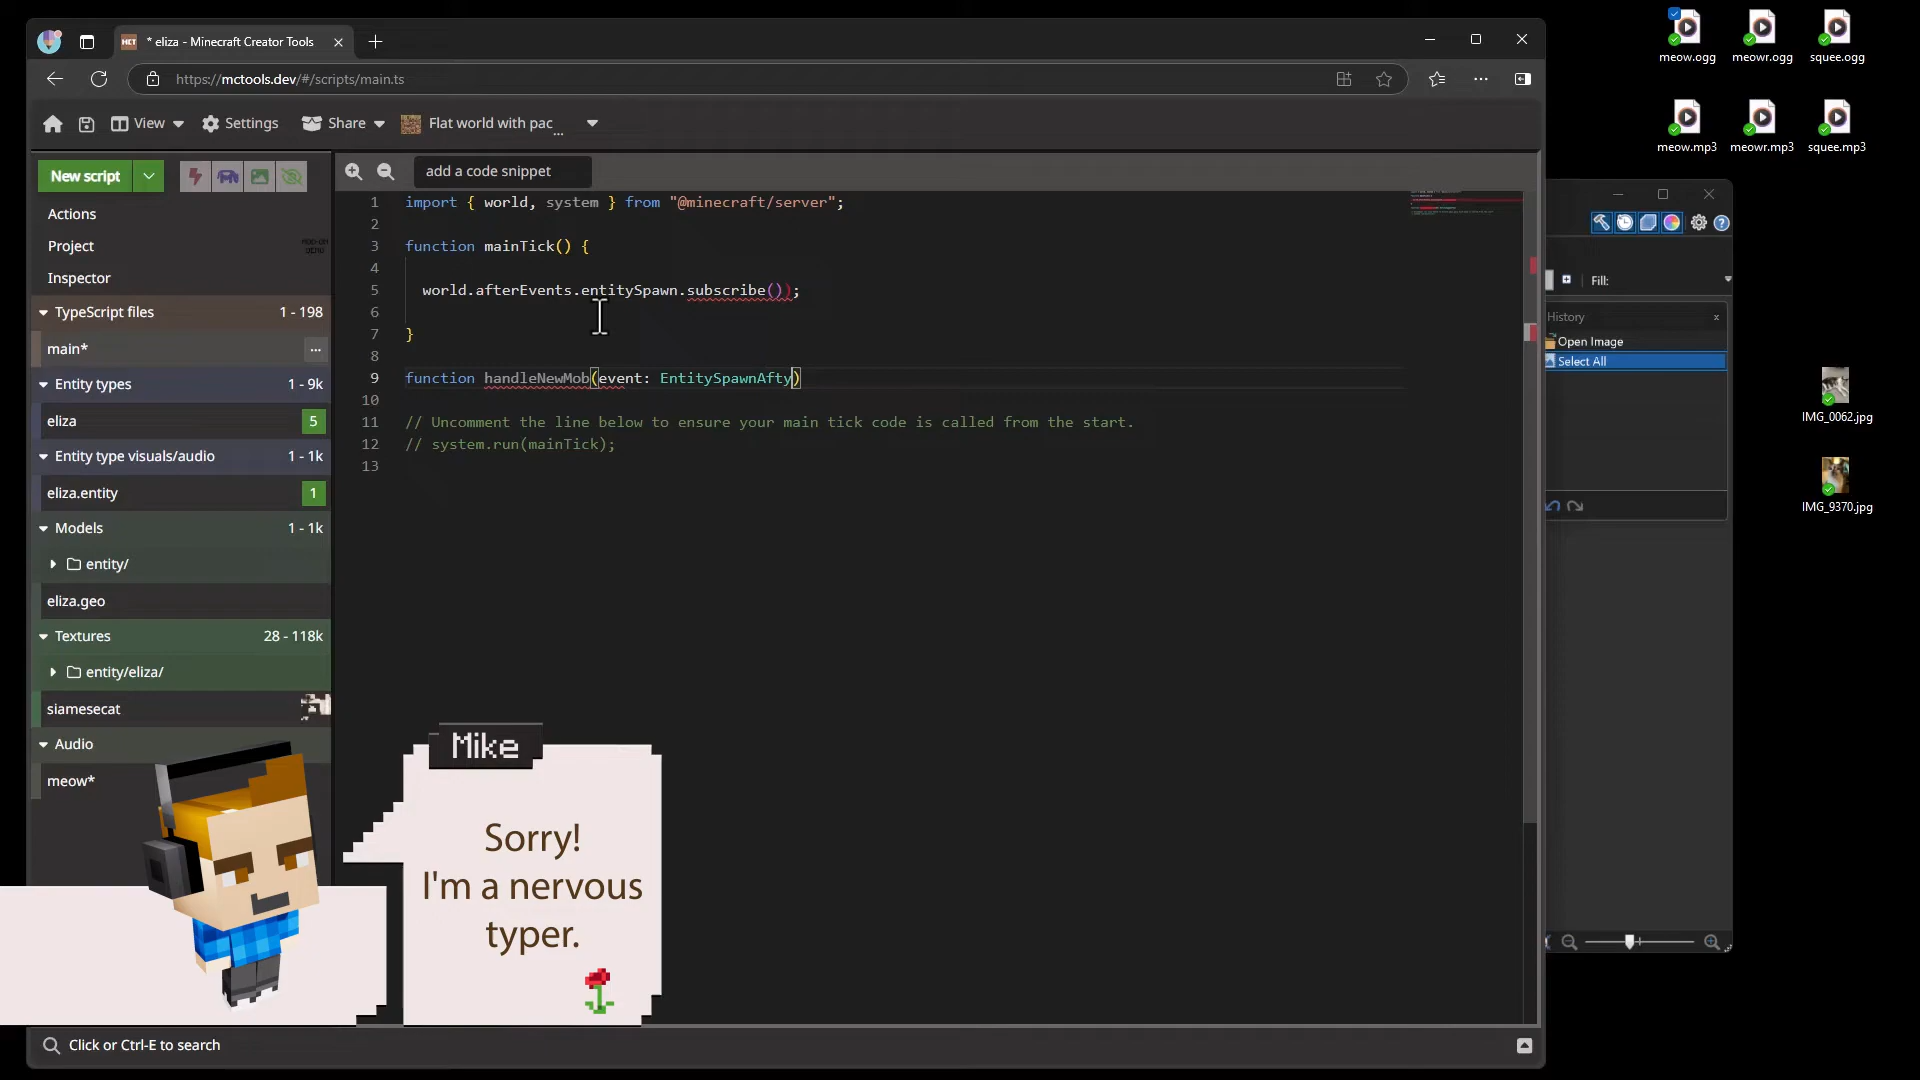 * eliza - Minecraft Creator Tools
https://mctools.dev/#/scripts/main.ts
View
Settings
Share
Flat world with pac...
New script
add a code snippet
Actions
Project
Inspector
TypeScript files 1 - 198
main*
Entity types 1 - 9k
eliza 5
Entity type visuals/audio 1 - 1k
eliza.entity 1
Models 1 - 1k
entity/
eliza.geo
Textures 28 - 118k
entity/eliza/
siamesecat
Audio
meow*
1 import { world, system } from "@minecraft/server";
2
3 function mainTick() {
4
5 world.afterEvents.entitySpawn.subscribe());
6
7 }
8
9 function handleNewMob(event: EntitySpawnAfty)
10
11 // Uncomment the line below to ensure your main tick code is called from the start.
12 // system.run(mainTick);
13
Mike
Sorry!
I'm a nervous
typer.
Click or Ctrl-E to search
meow.ogg
meowr.ogg
squee.ogg
meow.mp3
meowr.mp3
squee.mp3
Fill:
History
Open Image
Select All
IMG_0062.jpg
IMG_9370.jpg